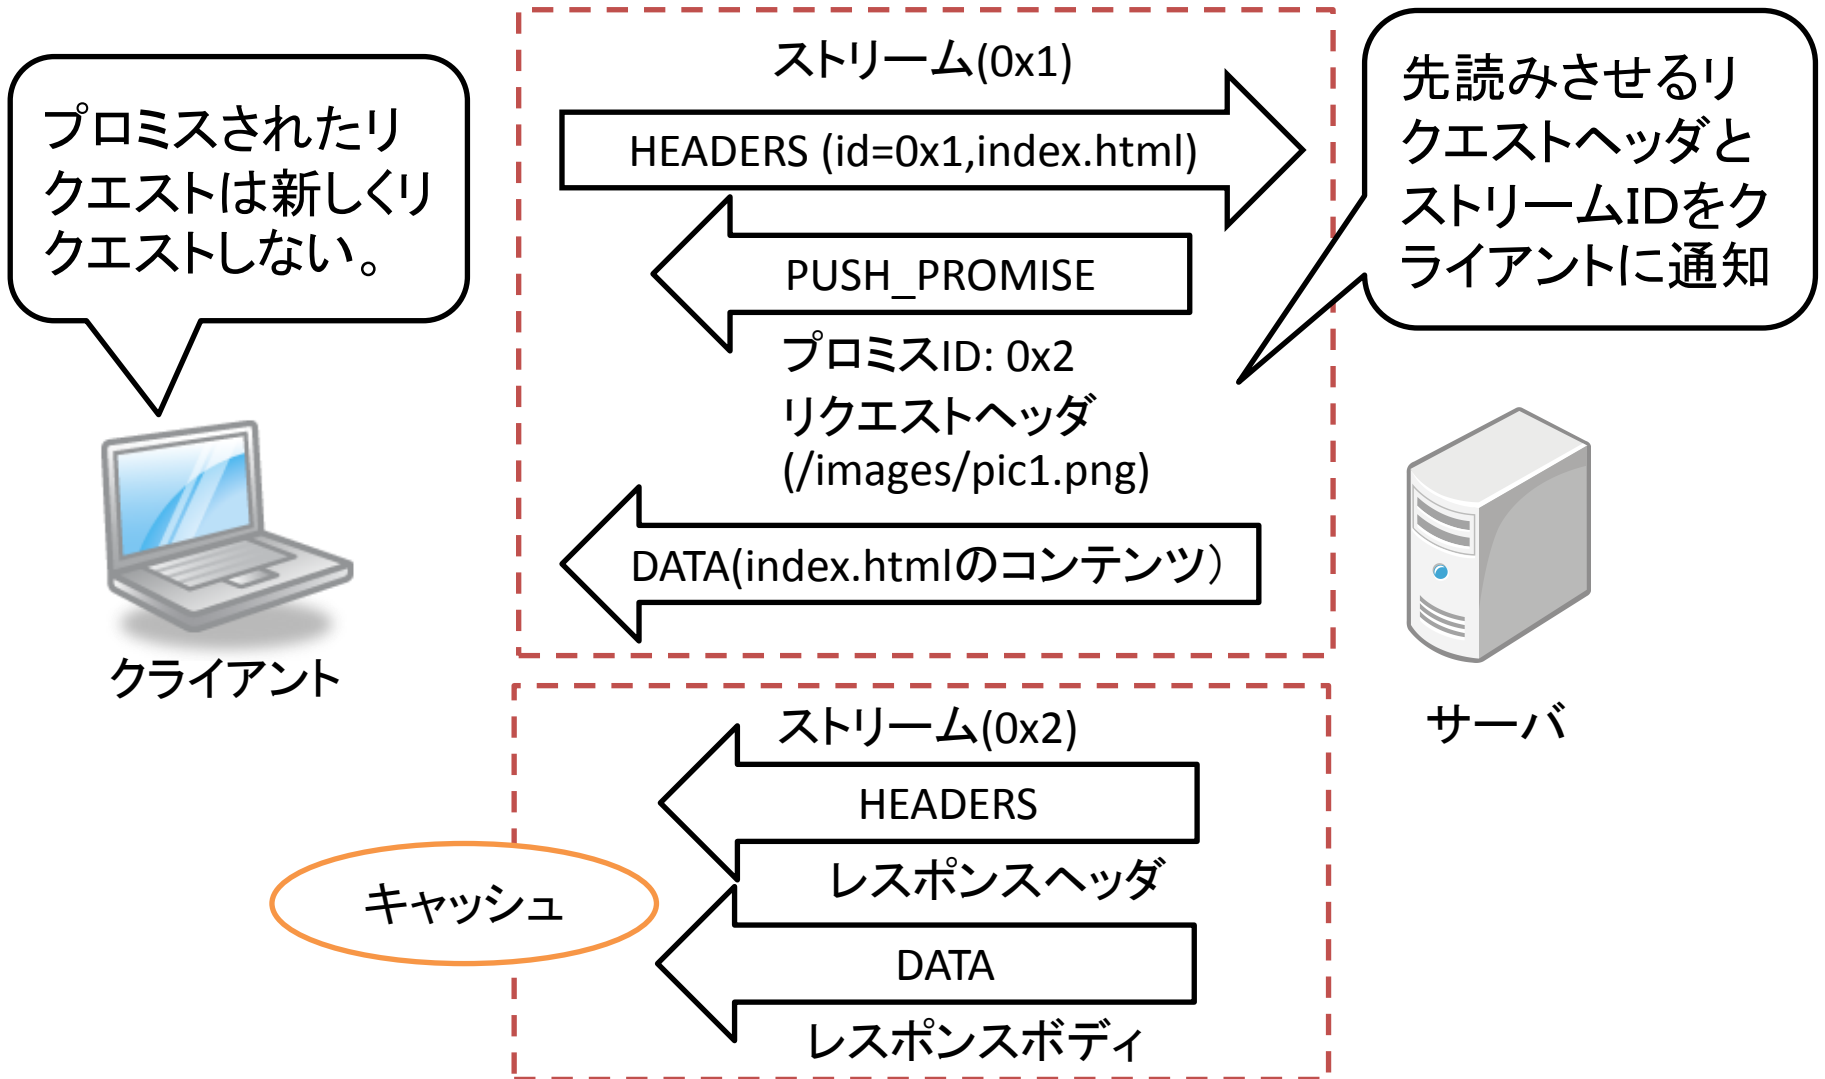 プロミスされたリ
クエストは新しくリ
クエストしない。
クライアント
ストリーム(0x1)
HEADERS (id=0x1,index.html)
PUSH_PROMISE
プロミスID: 0x2
リクエストヘッダ
(/images/pic1.png)
DATA(index.htmlのコンテンツ）
先読みさせるリ
クエストヘッダと
ストリームIDをク
ライアントに通知
サーバ
ストリーム(0x2)
HEADERS
レスポンスヘッダ
キャッシュ
DATA
レスポンスボディ